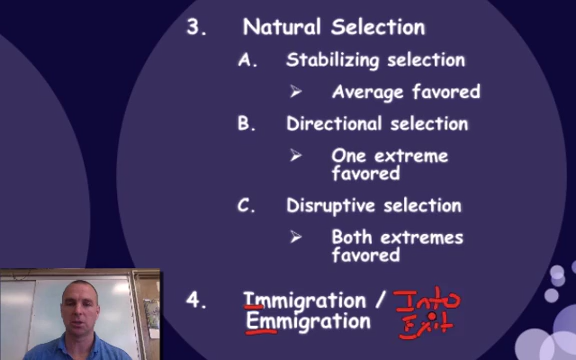 3. Natural Selection
A. Stabilizing selection
Average favored
B. Directional selection
One extreme
favored
C. Disruptive selection
Both extremes
favored
4. Immigration / Into
Emmigration Exit